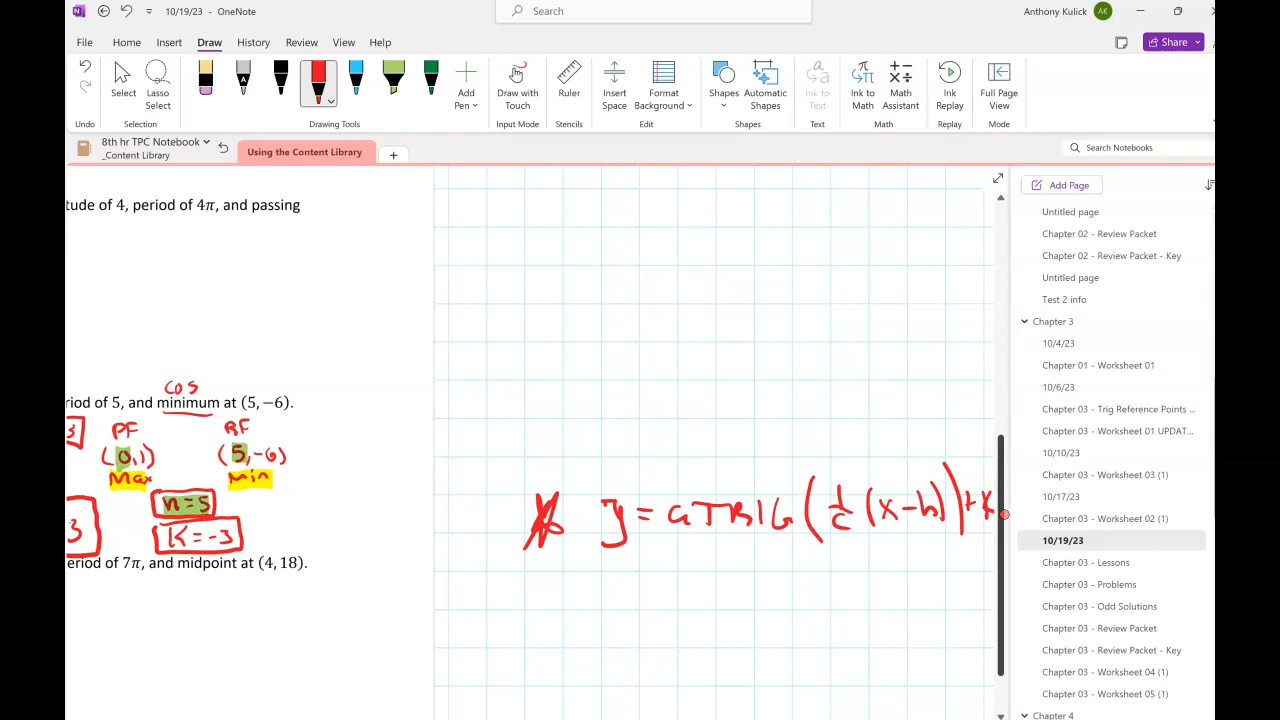 10/19/23 - OneNote
Search
Anthony Kulick
AK
File Home Insert Draw History Review View Help
Share
Undo
Select
Lasso Select
Selection
A
Add Pen
Drawing Tools
Draw with Touch
Input Mode
Ruler
Stencils
Insert Space
Format Background
Edit
Shapes
Automatic Shapes
Shapes
Ink to Text
Text
Ink to Math
Math Assistant
Math
Ink Replay
Replay
Full Page View
Mode
8th hr TPC Notebook
_Content Library
Using the Content Library
+
Search Notebooks
tude of 4, period of 4π, and passing
cos
riod of 5, and minimum at (5, −6).
3 PF RF
(0,1) (5,-6)
Max Min
n=5
3 K=-3
eriod of 7π, and midpoint at (4, 18).
y = a TRIG (1/c (x-h)) + K
Add Page
Untitled page
Chapter 02 - Review Packet
Chapter 02 - Review Packet - Key
Untitled page
Test 2 info
Chapter 3
10/4/23
Chapter 01 - Worksheet 01
10/6/23
Chapter 03 - Trig Reference Points ...
Chapter 03 - Worksheet 01 UPDAT...
10/10/23
Chapter 03 - Worksheet 03 (1)
10/17/23
Chapter 03 - Worksheet 02 (1)
10/19/23
Chapter 03 - Lessons
Chapter 03 - Problems
Chapter 03 - Odd Solutions
Chapter 03 - Review Packet
Chapter 03 - Review Packet - Key
Chapter 03 - Worksheet 04 (1)
Chapter 03 - Worksheet 05 (1)
Chapter 4